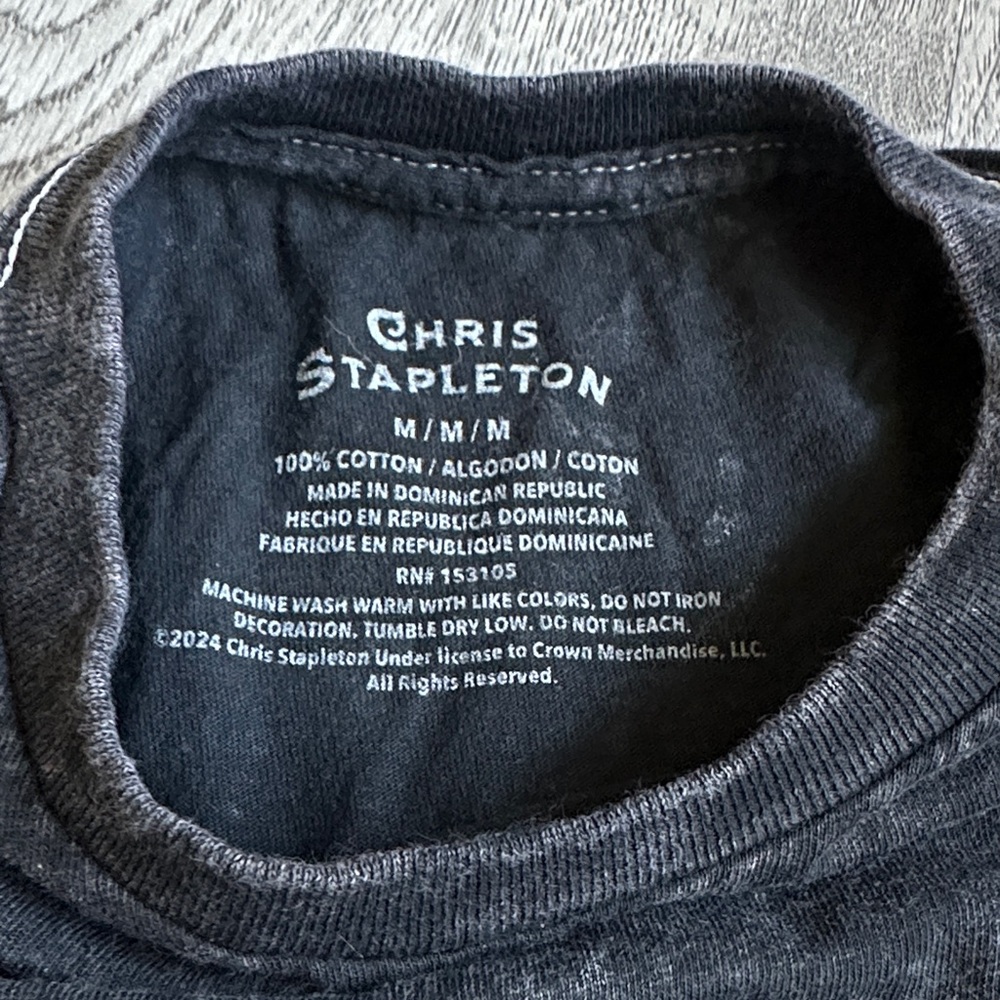 CHRIS
STAPLETON
M / M / M
100% COTTON / ALGODON / COTON
MADE IN DOMINICAN REPUBLIC
HECHO EN REPUBLICA DOMINICANA
FABRIQUE EN REPUBLIQUE DOMINICAINE
RN# 153105
MACHINE WASH WARM WITH LIKE COLORS, DO NOT IRON
DECORATION. TUMBLE DRY LOW. DO NOT BLEACH.
©2024 Chris Stapleton Under license to Crown Merchandise, LLC.
All Rights Reserved.